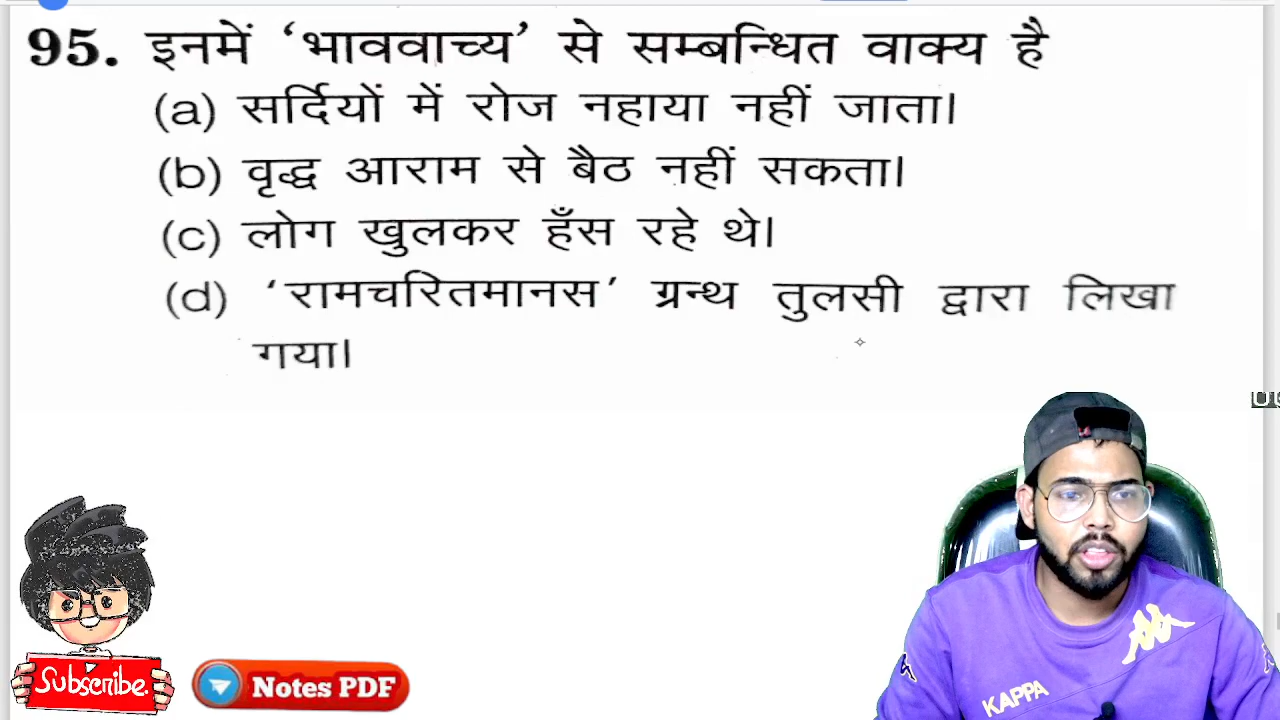 95. इनमें 'भाववाच्य' से सम्बन्धित वाक्य है
(a) सर्दियों में रोज नहाया नहीं जाता।
(b) वृद्ध आराम से बैठ नहीं सकता।
(c) लोग खुलकर हँस रहे थे।
(d) 'रामचरितमानस' ग्रन्थ तुलसी द्वारा लिखा
गया।
Subscribe.
Notes PDF
KAPPA